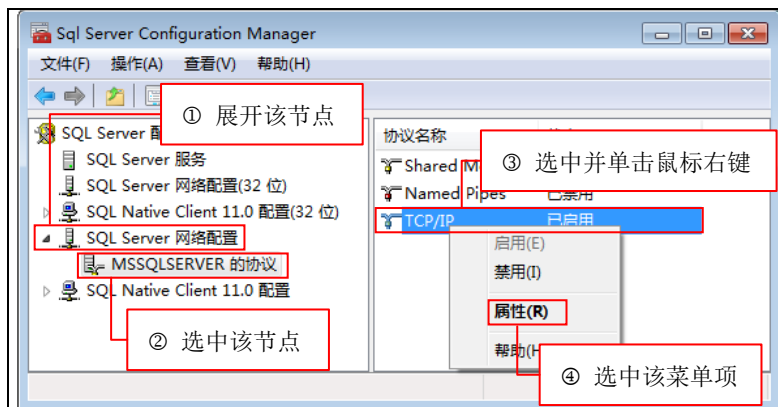 Sql Server Configuration Manager
文件(F) 操作(A) 查看(V) 帮助(H)
① 展开该节点
SQL Server
协议名称
SQL Server 服务
Shared M
③ 选中并单击鼠标右键
SQL Server 网络配置(32 位)
Named Pipes 已禁用
SQL Native Client 11.0 配置(32 位)
TCP/IP 已启用
SQL Server 网络配置
启用(E)
MSSQLSERVER 的协议
禁用(I)
SQL Native Client 11.0 配置
属性(R)
② 选中该节点
帮助(H
④ 选中该菜单项